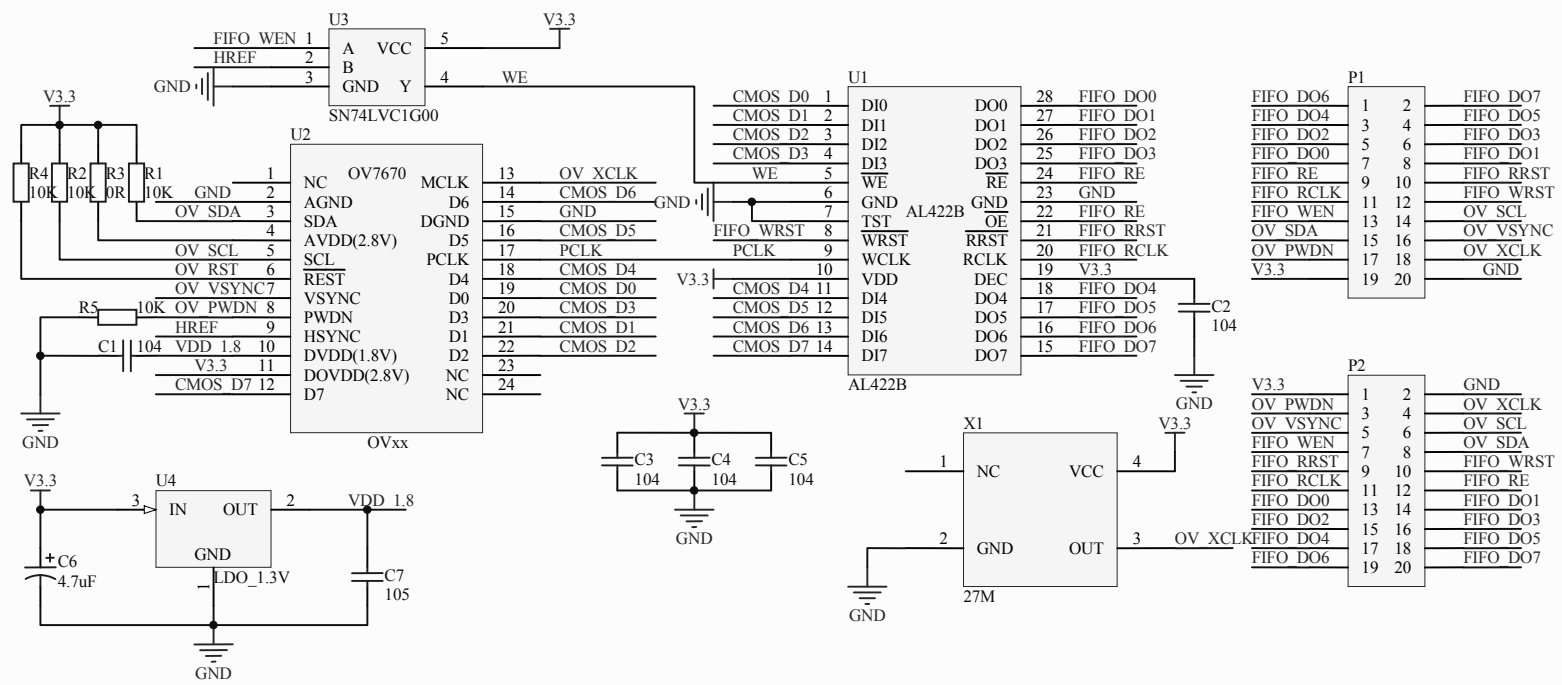 U3
FIFO_WEN 1 A VCC 5 V3.3
HREF 2 B
GND 3 GND Y 4 WE
SN74LVC1G00
V3.3
R4 10K
R2 10K
R3 0R
R1 10K
U2
OV7670
1 NC MCLK 13 OV_XCLK
GND 2 AGND D6 14 CMOS_D6
OV_SDA 3 SDA DGND 15 GND
4 AVDD(2.8V) D5 16 CMOS_D5
OV_SCL 5 SCL PCLK 17 PCLK
OV_RST 6 REST D4 18 CMOS_D4
OV_VSYNC 7 VSYNC D0 19 CMOS_D0
R5 10K OV_PWDN 8 PWDN D3 20 CMOS_D3
HREF 9 HSYNC D1 21 CMOS_D1
C1 104 VDD_1.8 10 DVDD(1.8V) D2 22 CMOS_D2
V3.3 11 DOVDD(2.8V) NC 23
CMOS_D7 12 D7 NC 24
OVxx
GND
U1
AL422B
CMOS_D0 1 DI0 DO0 28 FIFO_DO0
CMOS_D1 2 DI1 DO1 27 FIFO_DO1
CMOS_D2 3 DI2 DO2 26 FIFO_DO2
CMOS_D3 4 DI3 DO3 25 FIFO_DO3
WE 5 WE RE 24 FIFO_RE
GND 6 GND GND 23 GND
7 TST OE 22 FIFO_RE
FIFO_WRST 8 WRST RRST 21 FIFO_RRST
PCLK 9 WCLK RCLK 20 FIFO_RCLK
V3.3 10 VDD DEC 19 V3.3
CMOS_D4 11 DI4 DO4 18 FIFO_DO4
CMOS_D5 12 DI5 DO5 17 FIFO_DO5
CMOS_D6 13 DI6 DO6 16 FIFO_DO6
CMOS_D7 14 DI7 DO7 15 FIFO_DO7
AL422B
C2
104
GND
P1
FIFO_DO6 1 2 FIFO_DO7
FIFO_DO4 3 4 FIFO_DO5
FIFO_DO2 5 6 FIFO_DO3
FIFO_DO0 7 8 FIFO_DO1
FIFO_RE 9 10 FIFO_RRST
FIFO_RCLK 11 12 FIFO_WRST
FIFO_WEN 13 14 OV_SCL
OV_SDA 15 16 OV_VSYNC
OV_PWDN 17 18 OV_XCLK
V3.3 19 20 GND
P2
V3.3 1 2 GND
OV_PWDN 3 4 OV_XCLK
OV_VSYNC 5 6 OV_SCL
FIFO_WEN 7 8 OV_SDA
FIFO_RRST 9 10 FIFO_WRST
FIFO_RCLK 11 12 FIFO_RE
FIFO_DO0 13 14 FIFO_DO1
FIFO_DO2 15 16 FIFO_DO3
FIFO_DO4 17 18 FIFO_DO5
FIFO_DO6 19 20 FIFO_DO7
V3.3
U4
3 IN OUT 2 VDD_1.8
GND
1
LDO_1.3V
+ C6
4.7uF
C7
105
GND
V3.3
C3 C4 C5
104 104 104
GND
X1
V3.3
1 NC VCC 4
2 GND OUT 3 OV_XCLK
27M
GND